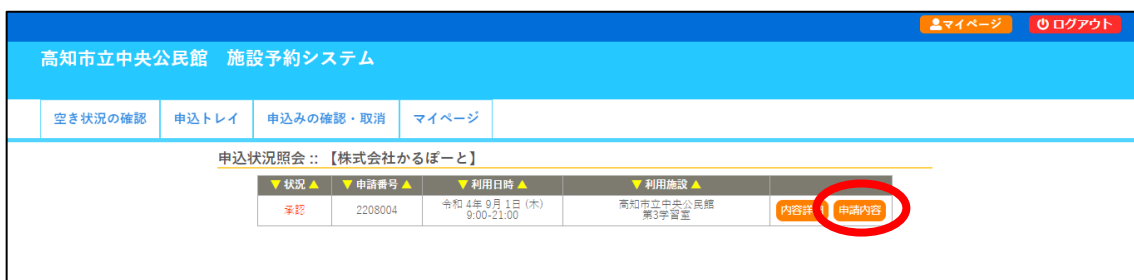 マイページ ログアウト
高知市立中央公民館 施設予約システム
空き状況の確認 申込トレイ 申込みの確認・取消 マイページ
申込状況照会 :: 【株式会社かるぽーと】
▼ 状況 ▲ ▼ 申請番号 ▲ ▼ 利用日時 ▲ ▼ 利用施設 ▲
承認 2208004 令和 4年 9月 1日 (木) 高知市立中央公民館 内容詳 申請内容
9:00-21:00 第3学習室